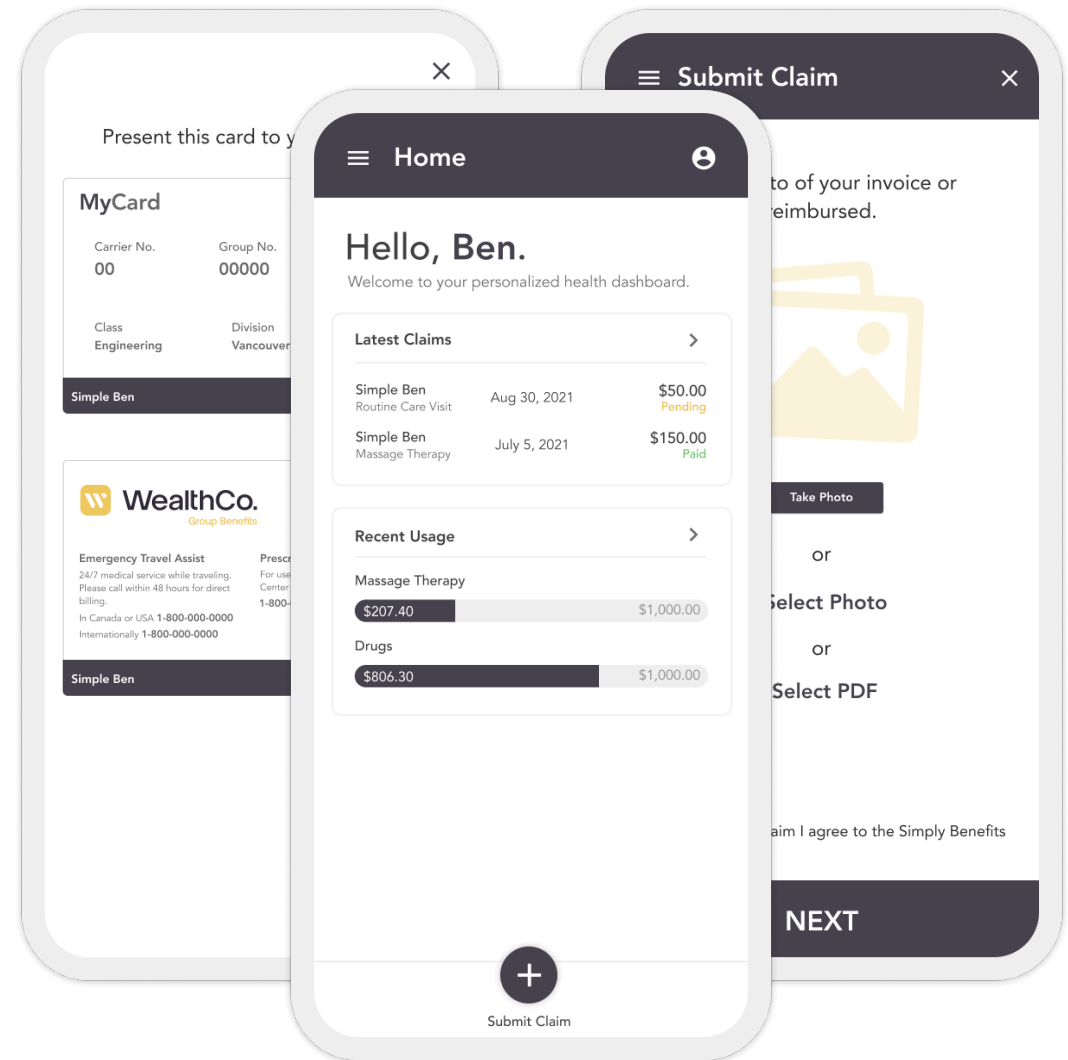 Present this card to
MyCard
Carrier No. Group No.
00 00000
Class Division
Engineering Vancouver
Simple Ben
WealthCo.
Group Benefits
Emergency Travel Assist
24/7 medical service while traveling.
Please call within 48 hours for direct
billing.
In Canada or USA 1-800-000-0000
Internationally 1-800-000-0000
For use
Center
1-800-
Simple Ben
Home
Hello, Ben.
Welcome to your personalized health dashboard.
Latest Claims
Simple Ben Aug 30, 2021 $50.00
Routine Care Visit Pending
Simple Ben July 5, 2021 $150.00
Massage Therapy Paid
Recent Usage
Massage Therapy
$207.40 $1,000.00
Drugs
$806.30 $1,000.00
Submit Claim
Submit Claim
of your invoice or
reimbursed.
Take Photo
or
Select Photo
or
Select PDF
I agree to the Simply Benefits
NEXT